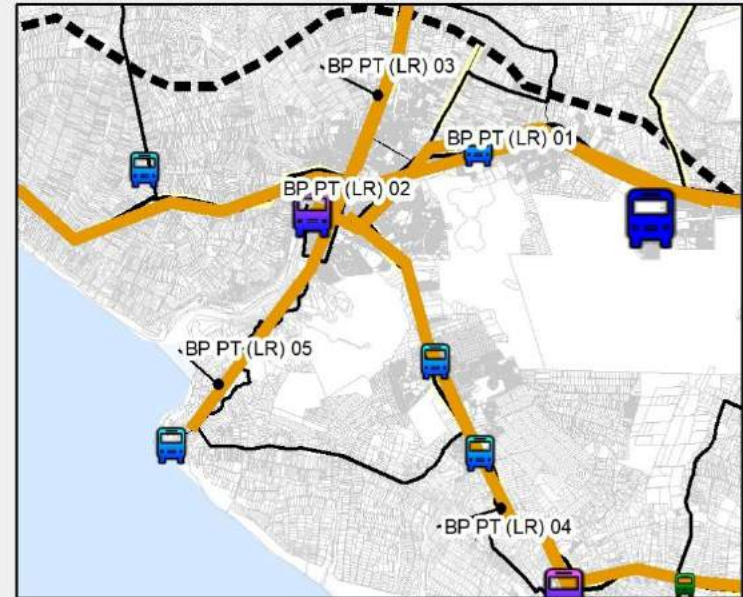 BP PT (LR) 03
BP PT (LR) 01
BP PT (LR) 02
BP PT (LR) 05
BP PT (LR) 04